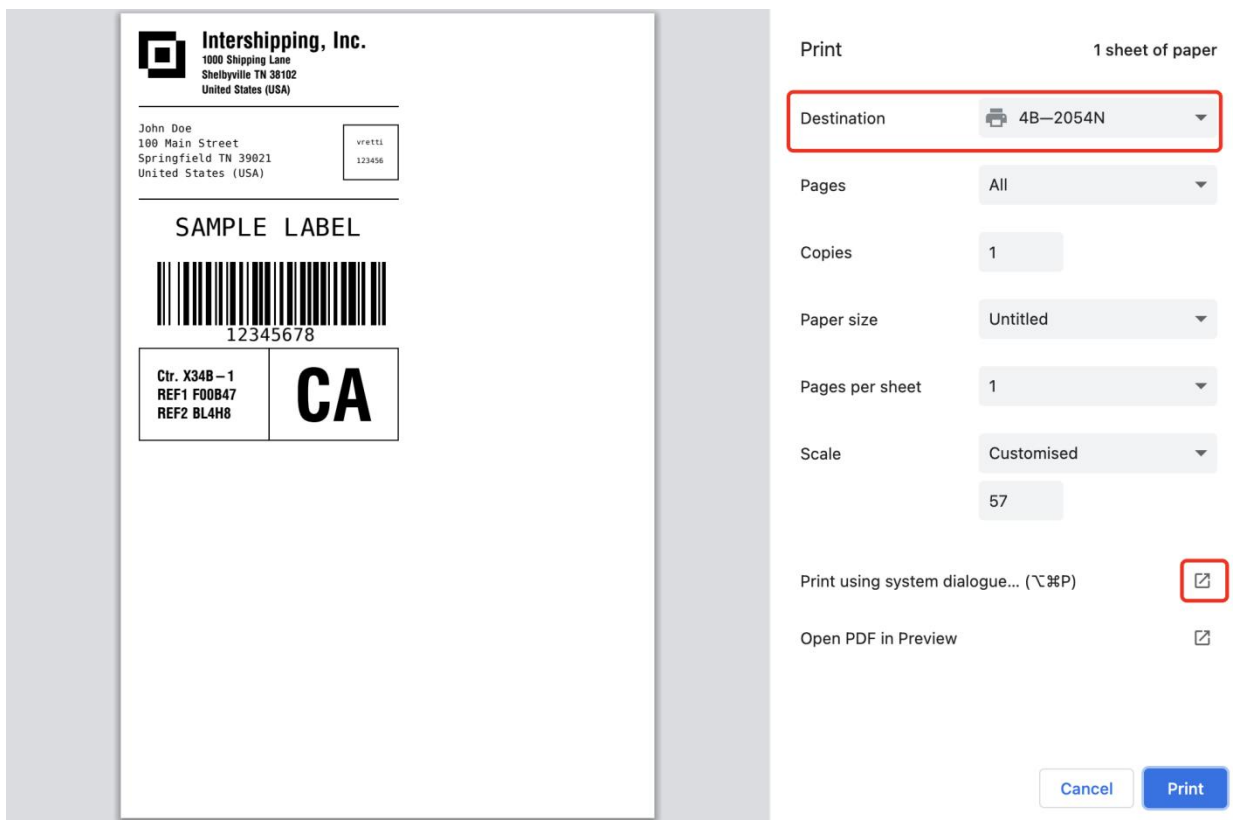 Intershipping, Inc.
1000 Shipping Lane
Shelbyville TN 38102
United States (USA)
John Doe
100 Main Street
Springfield TN 39021
United States (USA)
vretti
123456
SAMPLE LABEL
12345678
Ctr. X34B–1
REF1 F00B47
REF2 BL4H8
CA
Print 1 sheet of paper
Destination 4B—2054N
Pages All
Copies 1
Paper size Untitled
Pages per sheet 1
Scale Customised
57
Print using system dialogue... (⌥⌘P)
Open PDF in Preview
Cancel Print